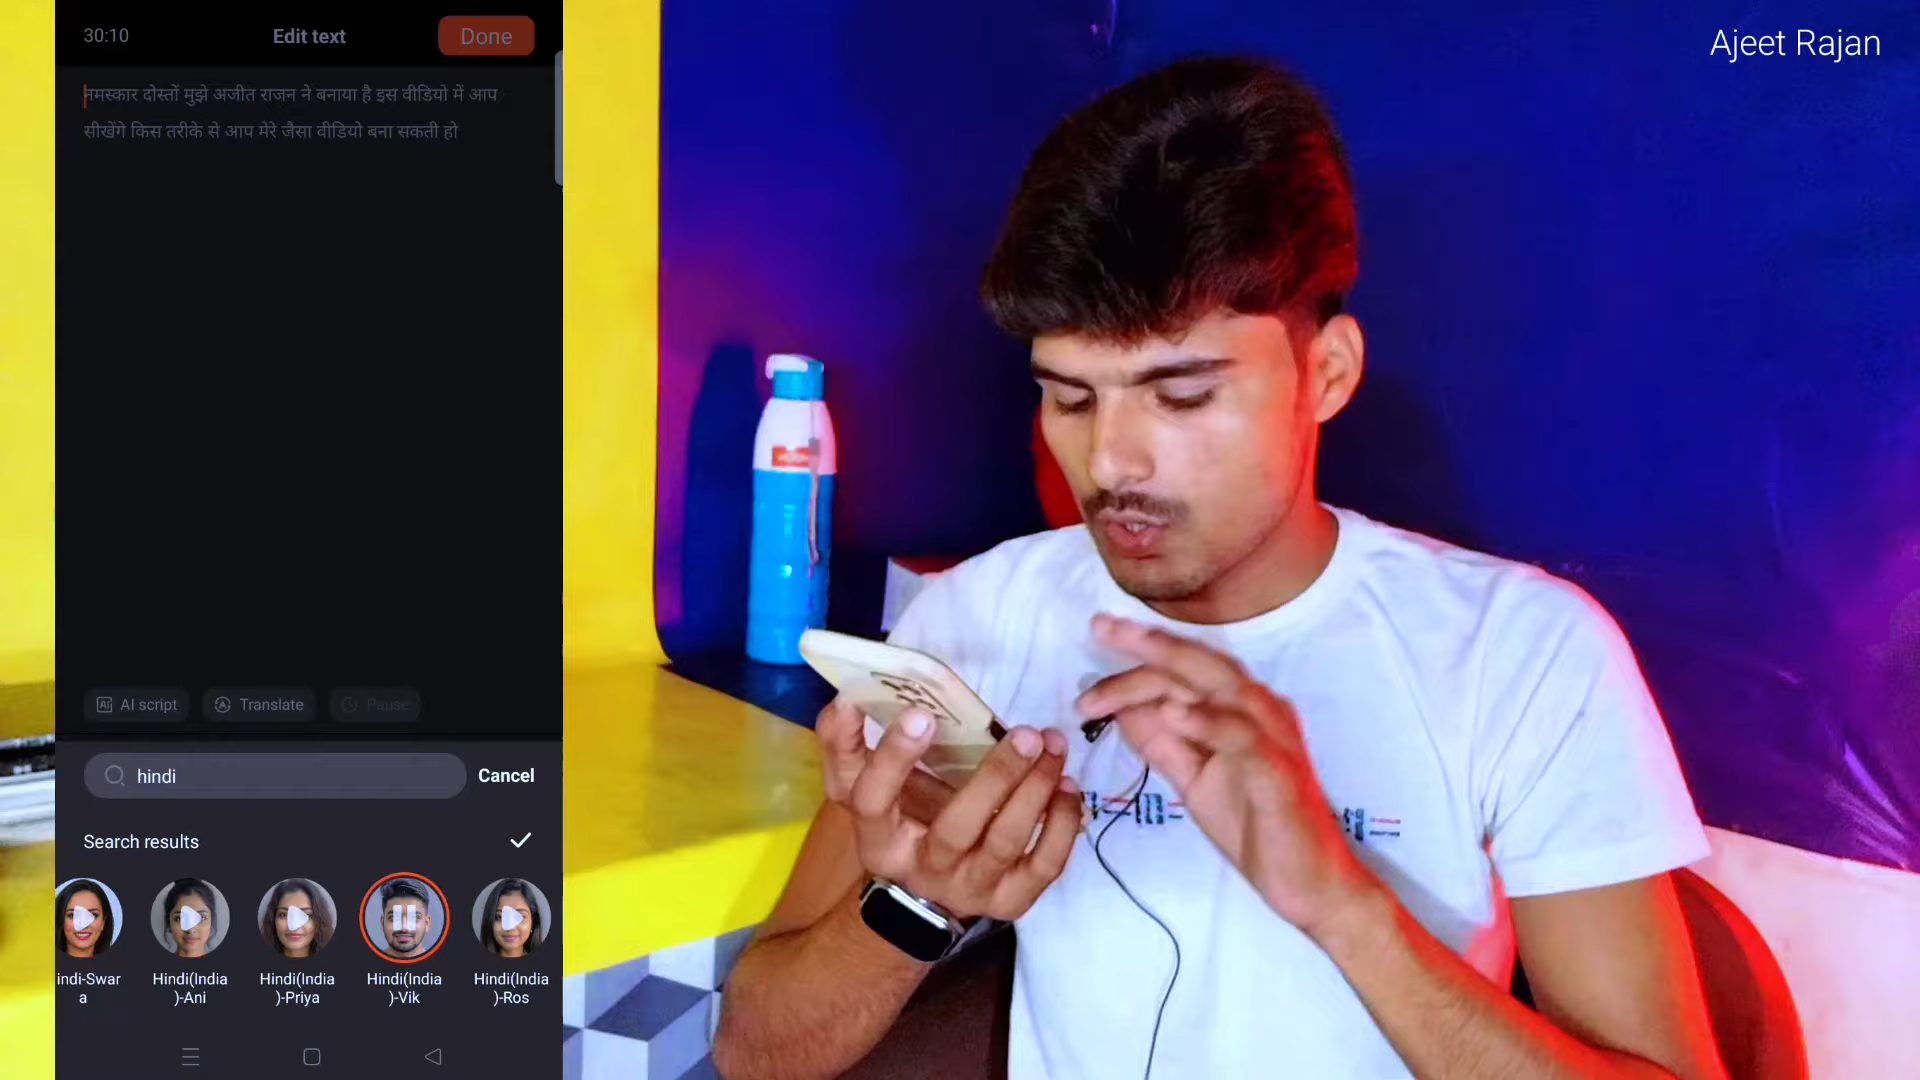 30:10
Edit text
Done
Ajeet Rajan
नमस्कार दोस्तों मुझे अजीत राजन ने बनाया है इस वीडियो में आप
सीखेंगे किस तरीके से आप मेरे जैसा वीडियो बना सकती हो
AI script
Translate
Pause
hindi
Cancel
Search results
indi-Swar
a
Hindi(India
)-Ani
Hindi(India
)-Priya
Hindi(India
)-Vik
Hindi(India
)-Ros